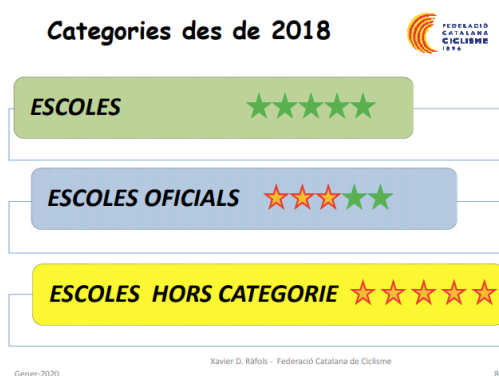 Categories des de 2018
FEDERACIÓ
CATALANA
CICLISME
1896
ESCOLES
ESCOLES OFICIALS
ESCOLES HORS CATEGORIE
Xavier D. Ràfols - Federació Catalana de Ciclisme
Gener-2020
8